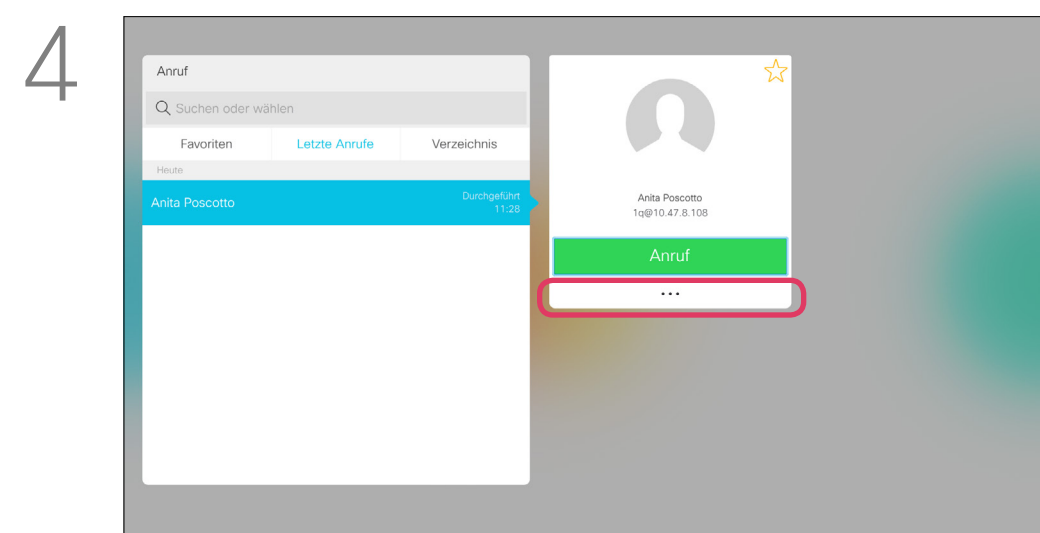 4
Anruf
Suchen oder wählen
Favoriten Letzte Anrufe Verzeichnis
Heute
Anita Poscotto Durchgeführt
11:28
Anita Poscotto
1q@10.47.8.108
Anruf
...